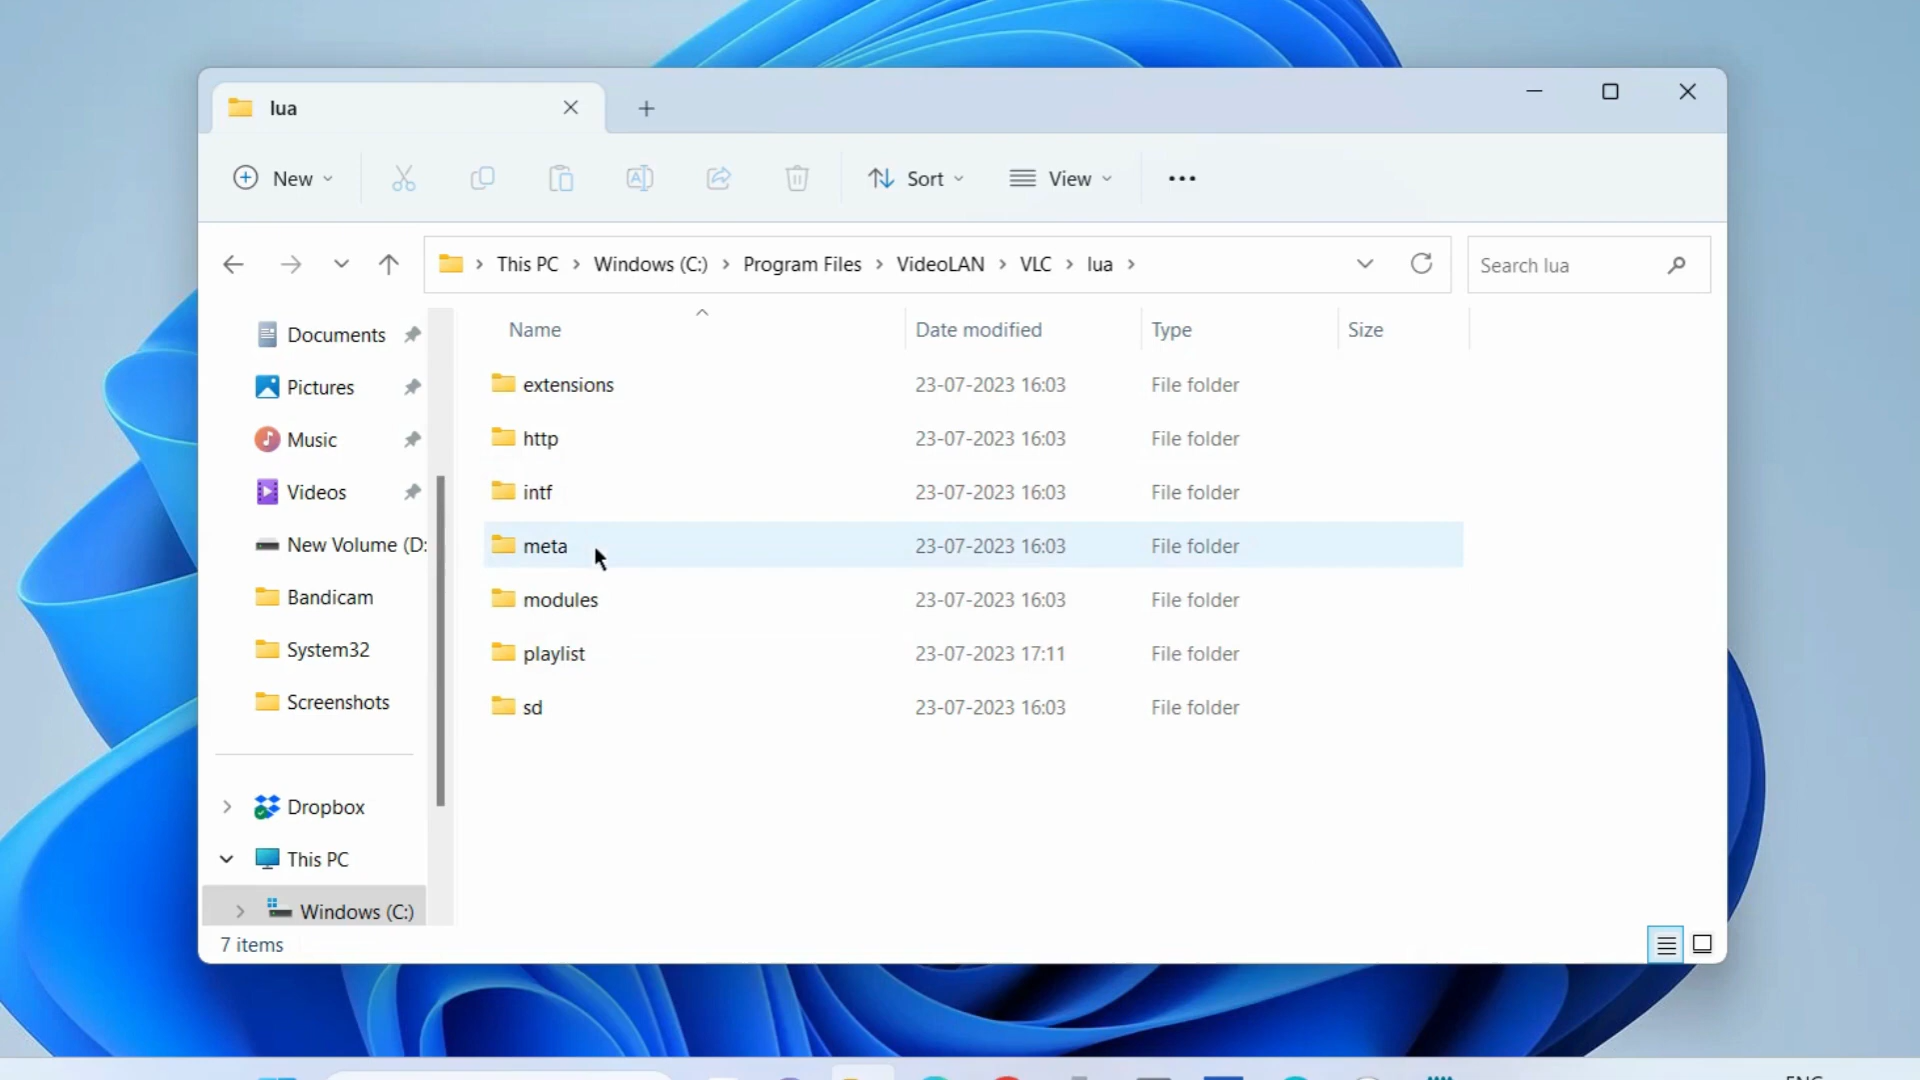 lua
New
Sort
View
This PC > Windows (C:) > Program Files > VideoLAN > VLC > lua >
Search lua
Name
Date modified
Type
Size
Documents
Pictures
Music
Videos
New Volume (D:
Bandicam
System32
Screenshots
Dropbox
This PC
Windows (C:)
extensions 23-07-2023 16:03 File folder
http 23-07-2023 16:03 File folder
intf 23-07-2023 16:03 File folder
meta 23-07-2023 16:03 File folder
modules 23-07-2023 16:03 File folder
playlist 23-07-2023 17:11 File folder
sd 23-07-2023 16:03 File folder
7 items
ENG